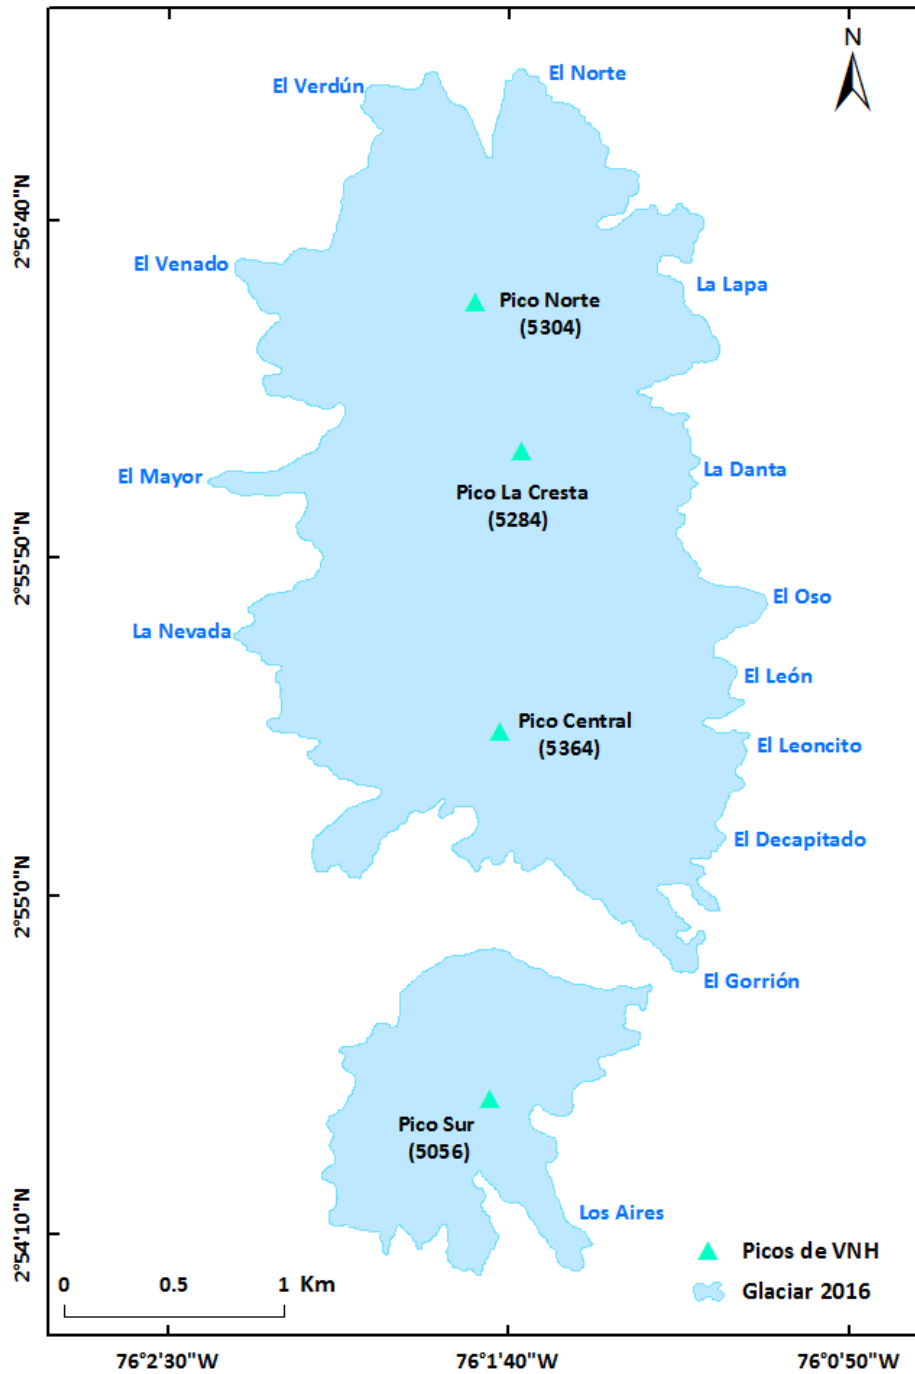 N
El Verdún
El Norte
2°56'40"N
El Venado
La Lapa
Pico Norte
(5304)
El Mayor
La Danta
Pico La Cresta
(5284)
2°55'50"N
El Oso
La Nevada
El León
Pico Central
(5364)
El Leoncito
El Decapitado
2°55'0"N
El Gorrión
Pico Sur
(5056)
Los Aires
2°54'10"N
Picos de VNH
Glaciar 2016
0 0.5 1 Km
76°2'30"W 76°1'40"W 76°0'50"W